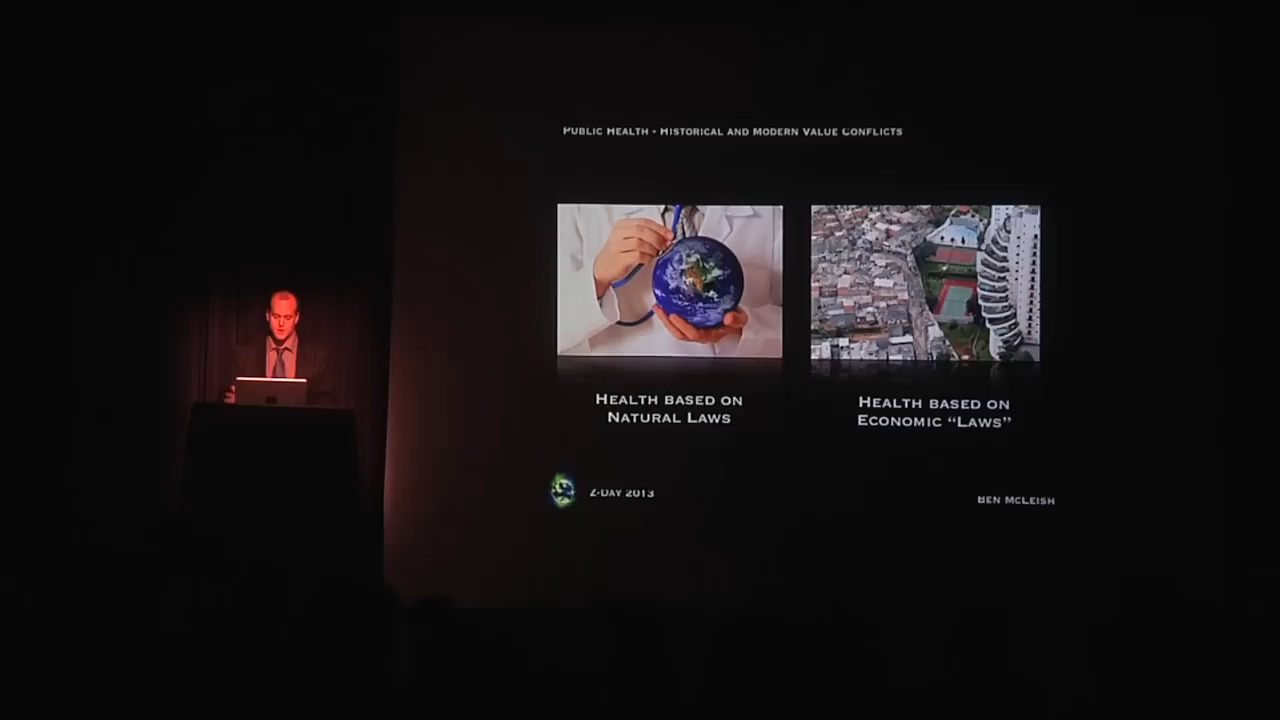 Public Health - Historical and Modern Value Conflicts
Health based on
Natural Laws
Health based on
Economic “Laws”
Z-Day 2013
Ben McLeish